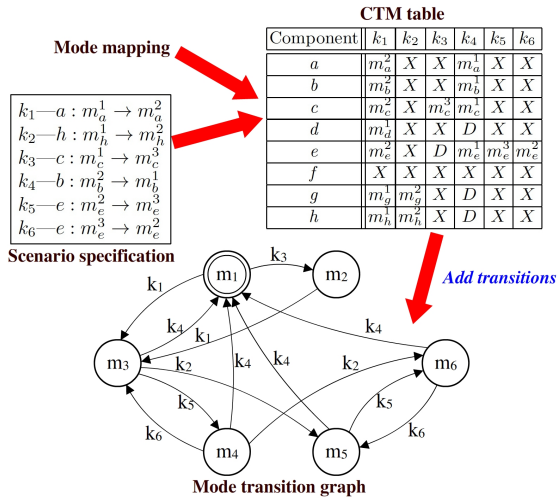 CTM table
Mode mapping
Component k₁ k₂ k₃ k₄ k₅ k₆
a m_a^2 X X m_a^1 X X
b m_b^2 X X m_b^1 X X
c m_c^2 X m_c^3 m_c^1 X X
d m_d^1 X X D X X
e m_e^2 X D m_e^1 m_e^3 m_e^2
f X X X X X X
g m_g^1 m_g^2 X D X X
h m_h^1 m_h^2 X D X X
k₁—a : m_a^1 → m_a^2
k₂—h : m_h^1 → m_h^2
k₃—c : m_c^1 → m_c^3
k₄—b : m_b^2 → m_b^1
k₅—e : m_e^2 → m_e^3
k₆—e : m_e^3 → m_e^2
Scenario specification
Add transitions
m₁
k₃
m₂
k₁
k₄
k₁
k₄
m₃
k₂
k₄
k₄
k₂
m₆
k₅
k₅
k₆
k₆
m₄
m₅
Mode transition graph